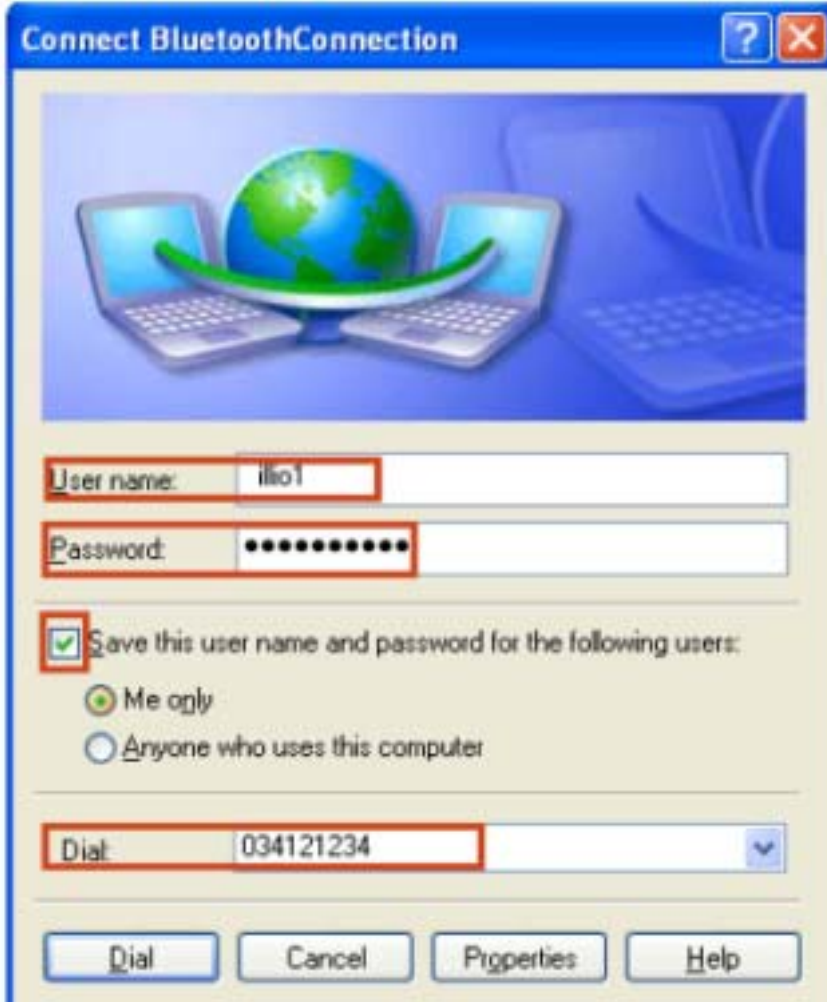 Connect BluetoothConnection
User name: illio1
Password: ••••••••••
Save this user name and password for the following users:
Me only
Anyone who uses this computer
Dial: 034121234
Dial Cancel Properties Help